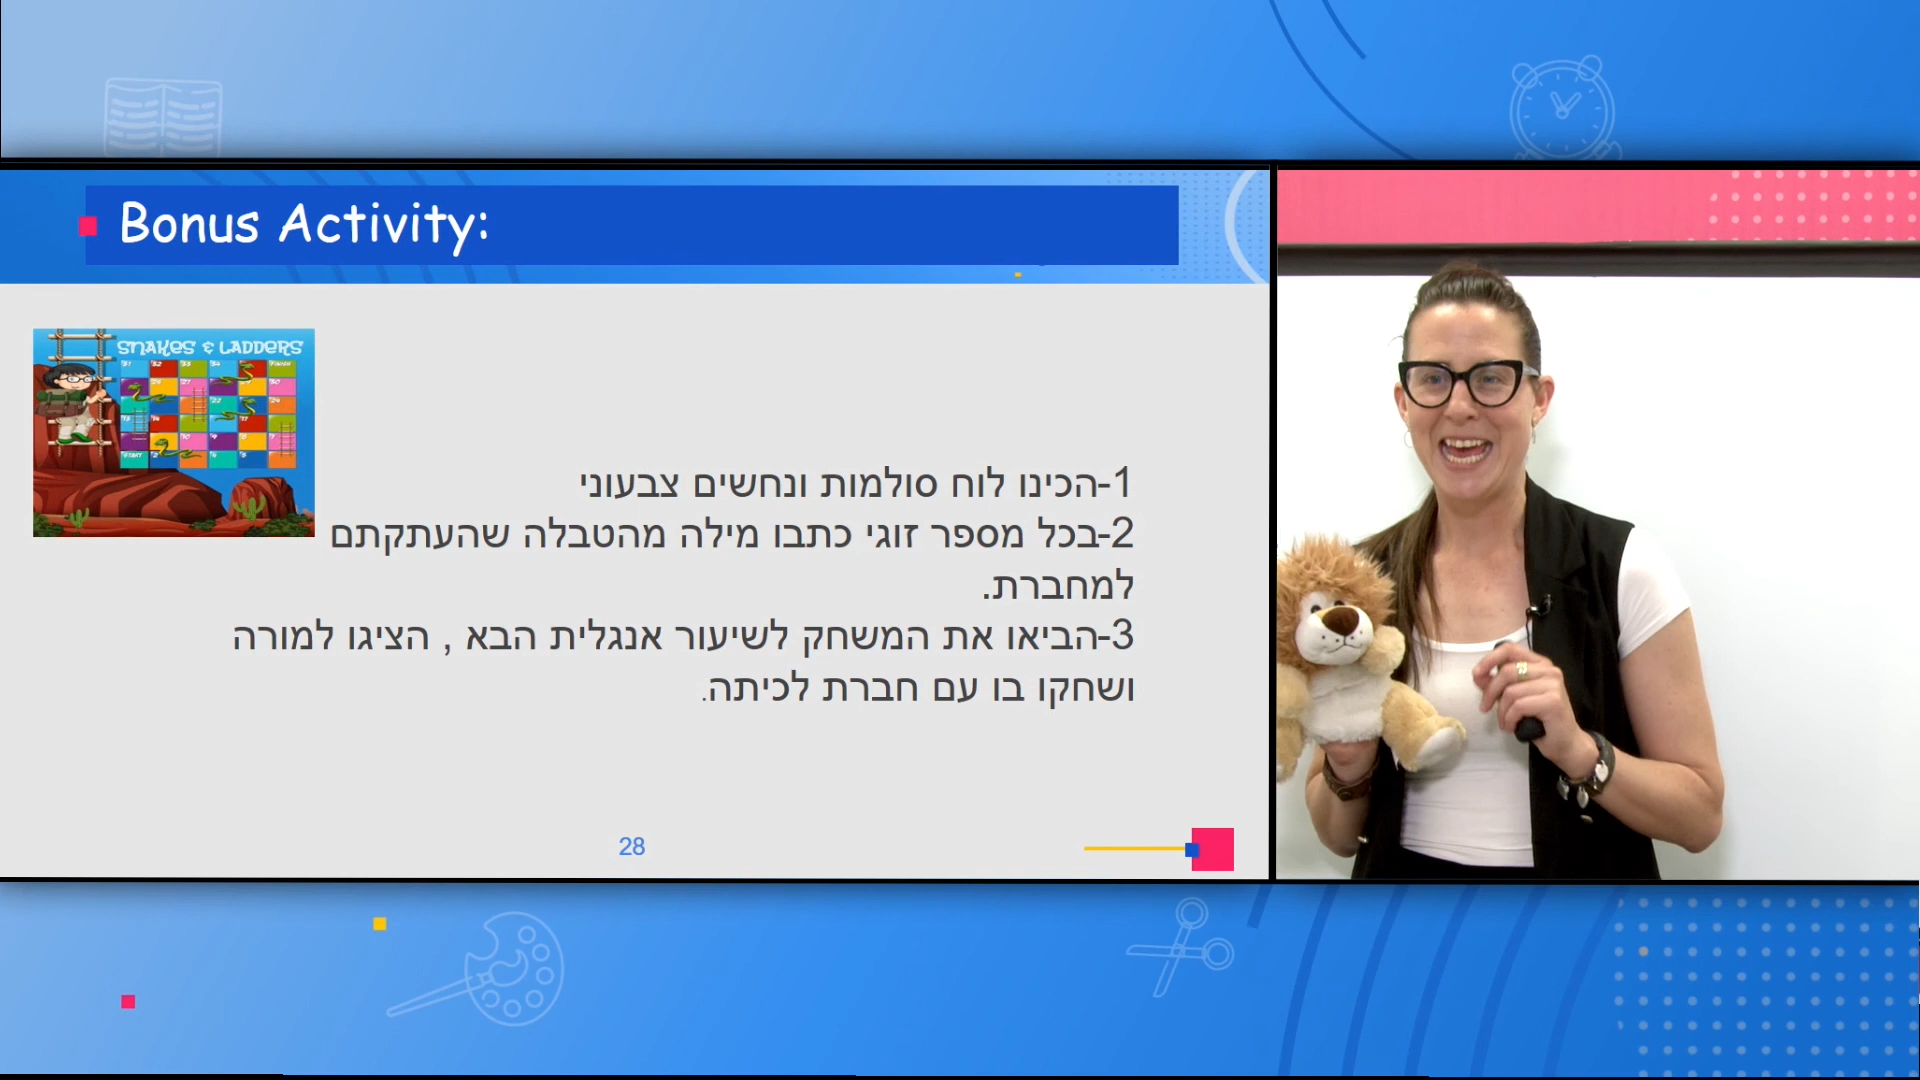 Bonus Activity:
SNAKES & LADDERS
1-הכינו לוח סולמות ונחשים צבעוני
2-בכל מספר זוגי כתבו מילה מהטבלה שהעתקתם
למחברת.
3-הביאו את המשחק לשיעור אנגלית הבא , הציגו למורה
ושחקו בו עם חברת לכיתה.
28